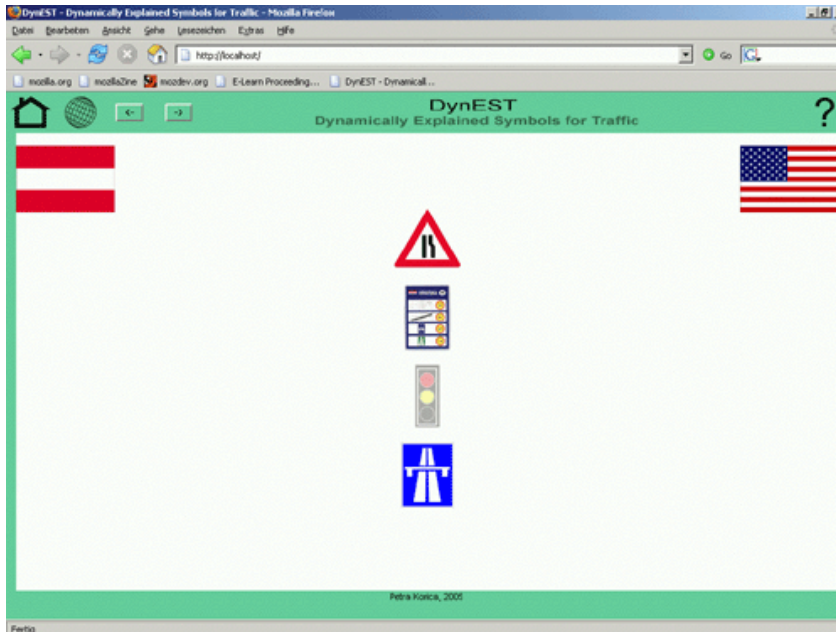 DynEST - Dynamically Explained Symbols for Traffic - Mozilla Firefox
Datei Bearbeiten Ansicht Gehe Lesezeichen Extras Hilfe
http://localhost/ Go
mozilla.org mozillaZine mozdev.org E-Learn Proceeding... DynEST - Dynamicall...
<- -> DynEST ?
Dynamically Explained Symbols for Traffic
Petra Korica, 2005
Fertig